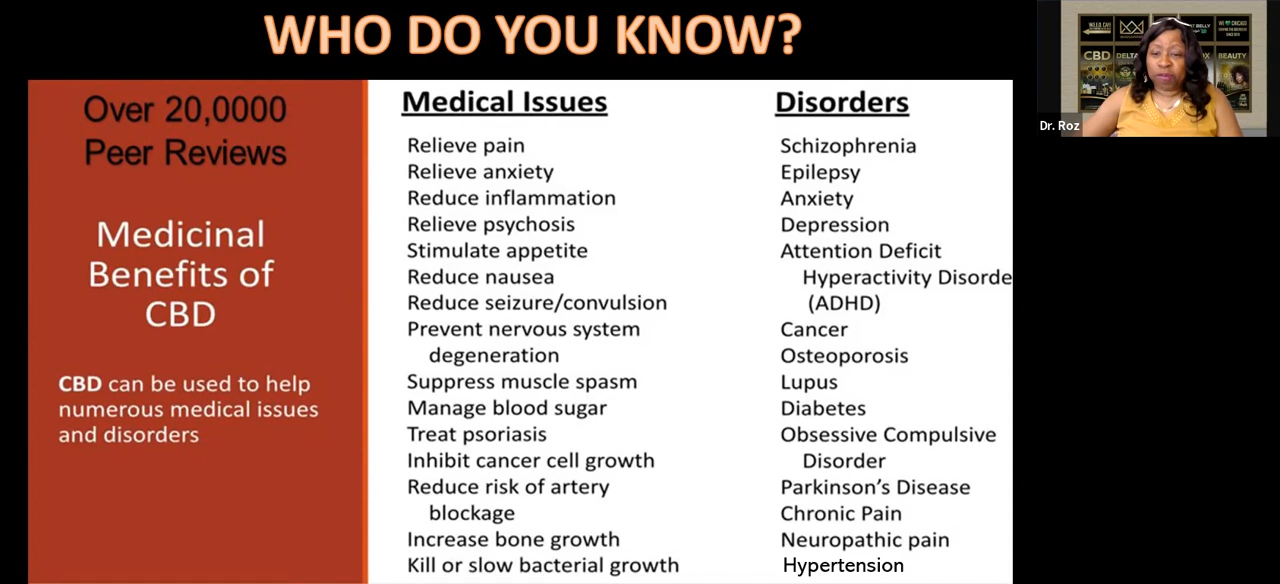 WHO DO YOU KNOW?
Over 20,0000
Peer Reviews
Medicinal
Benefits of
CBD
CBD can be used to help
numerous medical issues
and disorders
Medical Issues
Relieve pain
Relieve anxiety
Reduce inflammation
Relieve psychosis
Stimulate appetite
Reduce nausea
Reduce seizure/convulsion
Prevent nervous system
degeneration
Suppress muscle spasm
Manage blood sugar
Treat psoriasis
Inhibit cancer cell growth
Reduce risk of artery
blockage
Increase bone growth
Kill or slow bacterial growth
Disorders
Schizophrenia
Epilepsy
Anxiety
Depression
Attention Deficit
Hyperactivity Disorde
(ADHD)
Cancer
Osteoporosis
Lupus
Diabetes
Obsessive Compulsive
Disorder
Parkinson's Disease
Chronic Pain
Neuropathic pain
Hypertension
CBD
BEAUTY
Dr. Roz